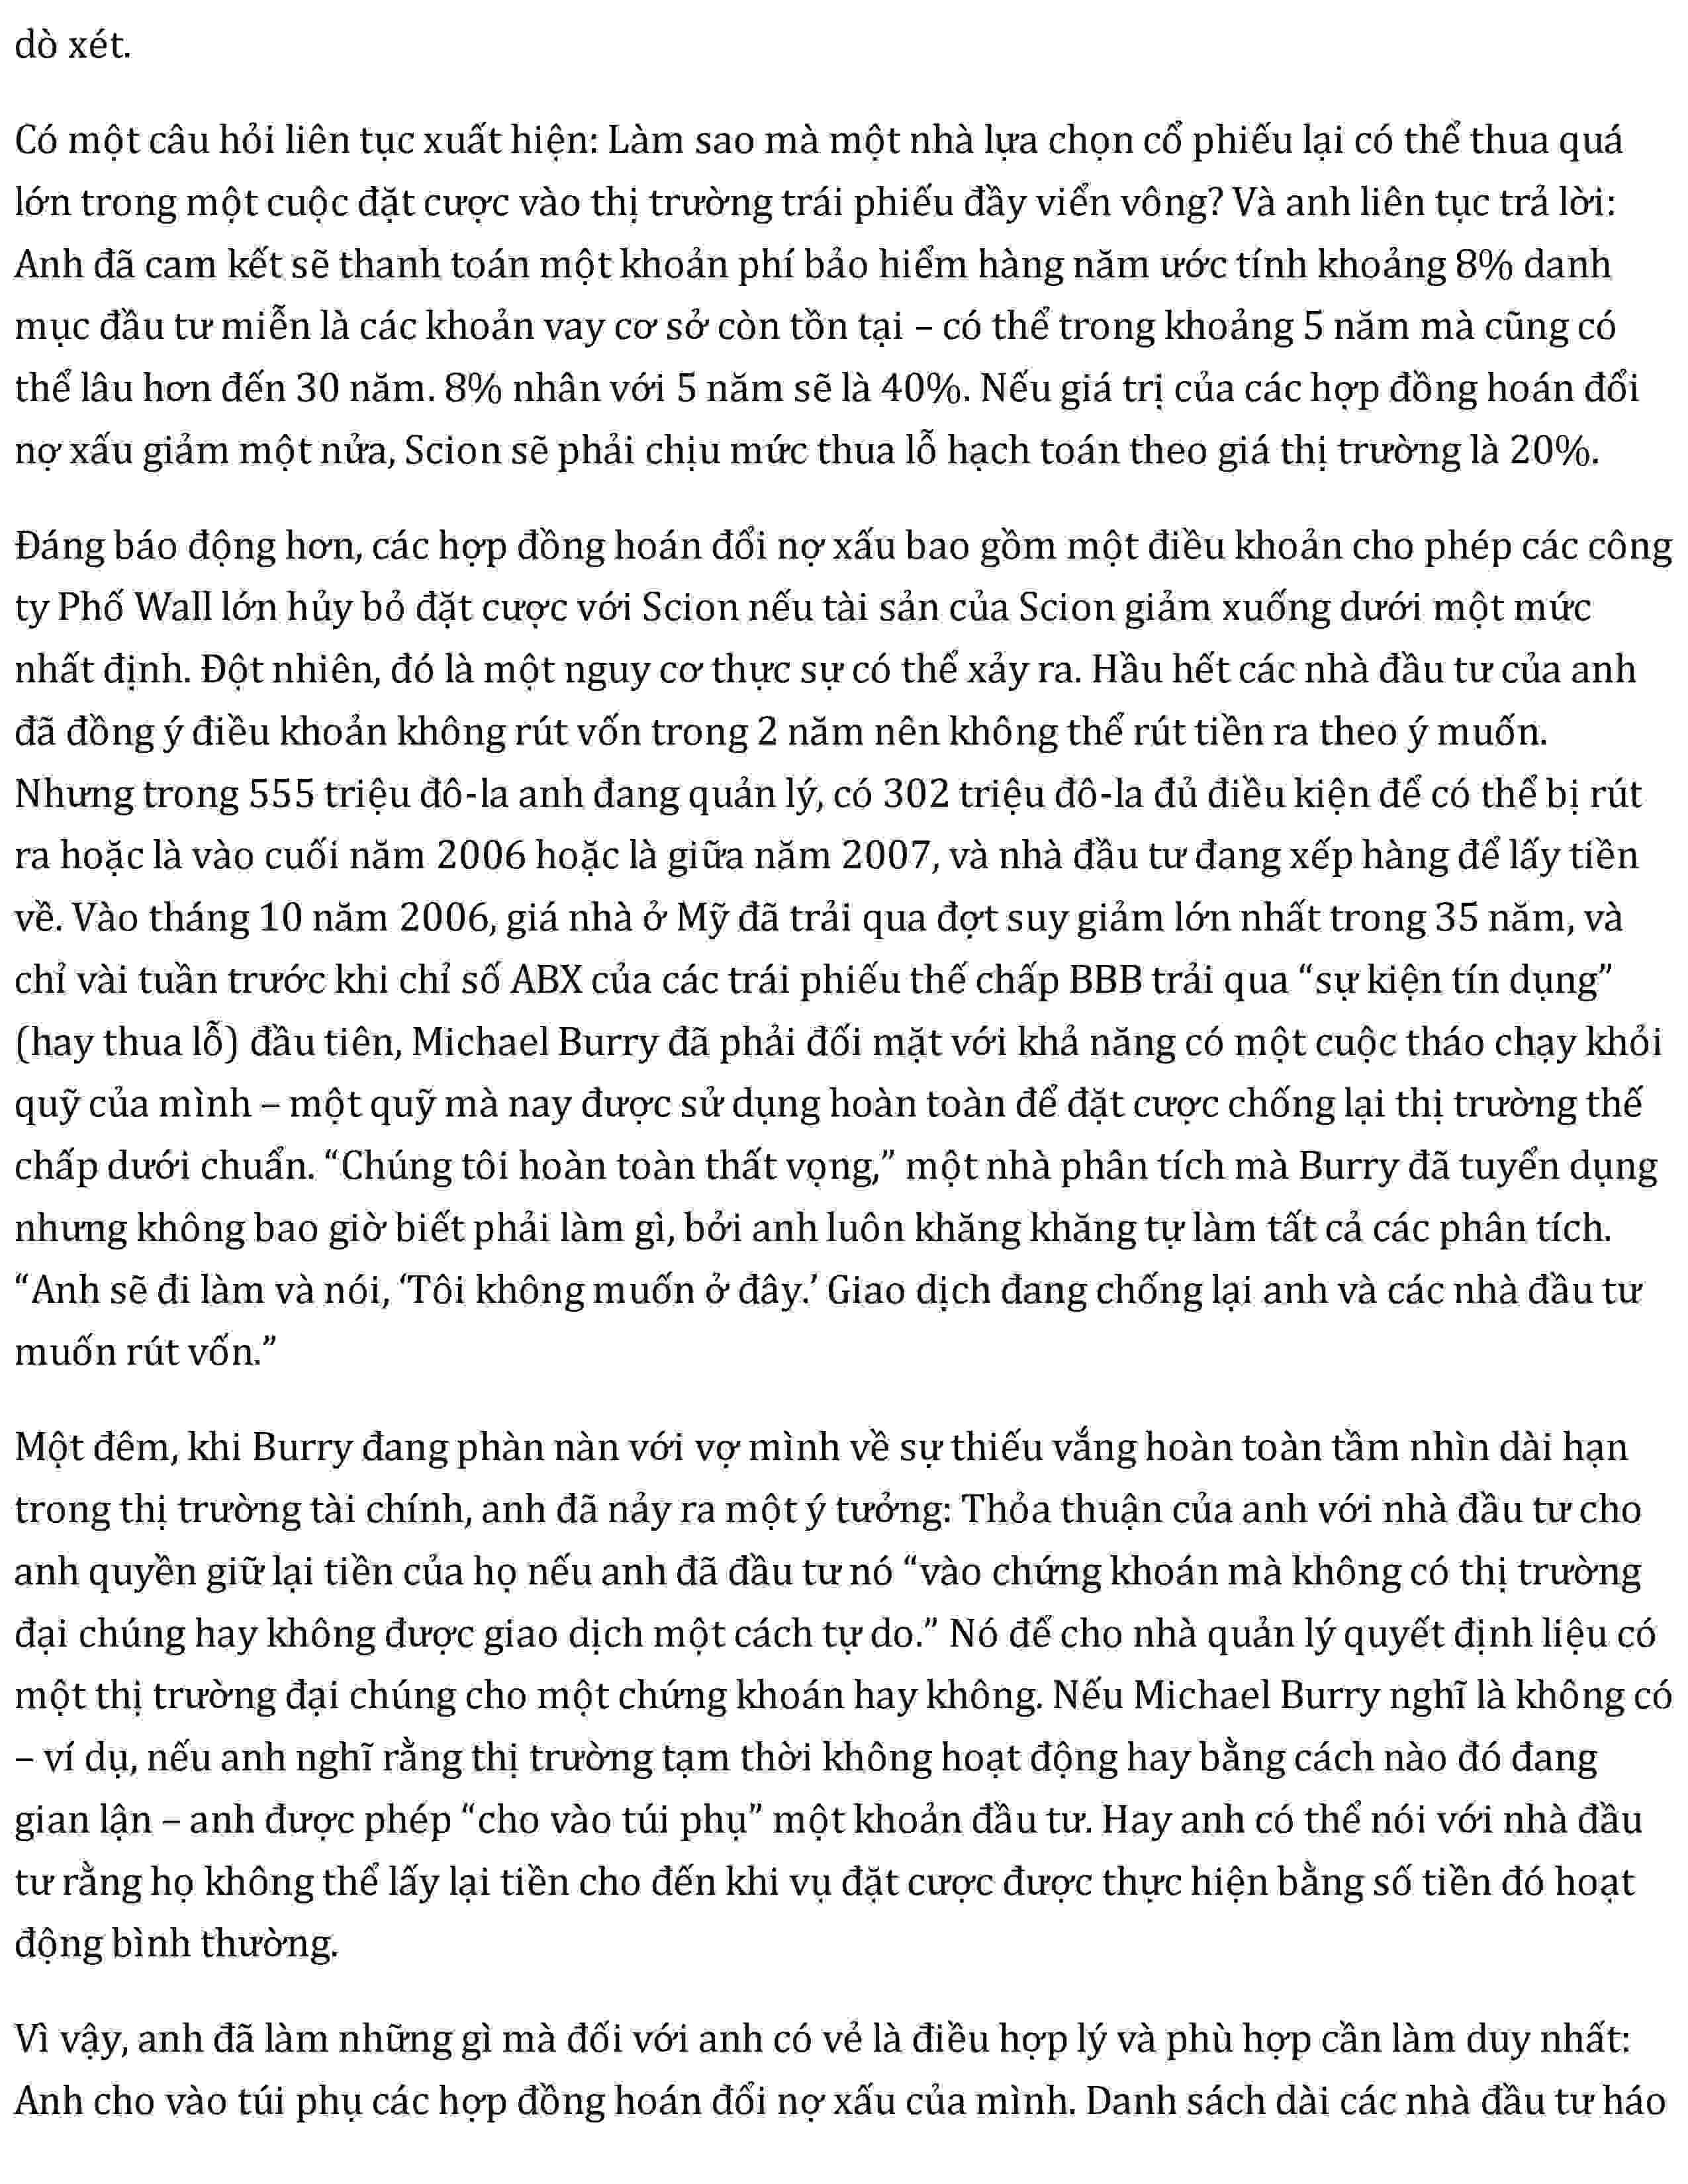 dò xét.
Có một câu hỏi liên tục xuất hiện: Làm sao mà một nhà lựa chọn cổ phiếu lại có thể thua quá
lớn trong một cuộc đặt cược vào thị trường trái phiếu đầy viển vông? Và anh liên tục trả lời:
Anh đã cam kết sẽ thanh toán một khoản phí bảo hiểm hàng năm ước tính khoảng 8% danh
mục đầu tư miễn là các khoản vay cơ sở còn tồn tại – có thể trong khoảng 5 năm mà cũng có
thể lâu hơn đến 30 năm. 8% nhân với 5 năm sẽ là 40%. Nếu giá trị của các hợp đồng hoán đổi
nợ xấu giảm một nửa, Scion sẽ phải chịu mức thua lỗ hạch toán theo giá thị trường là 20%.
Đáng báo động hơn, các hợp đồng hoán đổi nợ xấu bao gồm một điều khoản cho phép các công
ty Phố Wall lớn hủy bỏ đặt cược với Scion nếu tài sản của Scion giảm xuống dưới một mức
nhất định. Đột nhiên, đó là một nguy cơ thực sự có thể xảy ra. Hầu hết các nhà đầu tư của anh
đã đồng ý điều khoản không rút vốn trong 2 năm nên không thể rút tiền ra theo ý muốn.
Nhưng trong 555 triệu đô-la anh đang quản lý, có 302 triệu đô-la đủ điều kiện để có thể bị rút
ra hoặc là vào cuối năm 2006 hoặc là giữa năm 2007, và nhà đầu tư đang xếp hàng để lấy tiền
về. Vào tháng 10 năm 2006, giá nhà ở Mỹ đã trải qua đợt suy giảm lớn nhất trong 35 năm, và
chỉ vài tuần trước khi chỉ số ABX của các trái phiếu thế chấp BBB trải qua “sự kiện tín dụng”
(hay thua lỗ) đầu tiên, Michael Burry đã phải đối mặt với khả năng có một cuộc tháo chạy khỏi
quỹ của mình – một quỹ mà nay được sử dụng hoàn toàn để đặt cược chống lại thị trường thế
chấp dưới chuẩn. “Chúng tôi hoàn toàn thất vọng,” một nhà phân tích mà Burry đã tuyển dụng
nhưng không bao giờ biết phải làm gì, bởi anh luôn khăng khăng tự làm tất cả các phân tích.
“Anh sẽ đi làm và nói, ‘Tôi không muốn ở đây.’ Giao dịch đang chống lại anh và các nhà đầu tư
muốn rút vốn.”
Một đêm, khi Burry đang phàn nàn với vợ mình về sự thiếu vắng hoàn toàn tầm nhìn dài hạn
trong thị trường tài chính, anh đã nảy ra một ý tưởng: Thỏa thuận của anh với nhà đầu tư cho
anh quyền giữ lại tiền của họ nếu anh đã đầu tư nó “vào chứng khoán mà không có thị trường
đại chúng hay không được giao dịch một cách tự do.” Nó để cho nhà quản lý quyết định liệu có
một thị trường đại chúng cho một chứng khoán hay không. Nếu Michael Burry nghĩ là không có
– ví dụ, nếu anh nghĩ rằng thị trường tạm thời không hoạt động hay bằng cách nào đó đang
gian lận – anh được phép “cho vào túi phụ” một khoản đầu tư. Hay anh có thể nói với nhà đầu
tư rằng họ không thể lấy lại tiền cho đến khi vụ đặt cược được thực hiện bằng số tiền đó hoạt
động bình thường.
Vì vậy, anh đã làm những gì mà đối với anh có vẻ là điều hợp lý và phù hợp cần làm duy nhất:
Anh cho vào túi phụ các hợp đồng hoán đổi nợ xấu của mình. Danh sách dài các nhà đầu tư háo